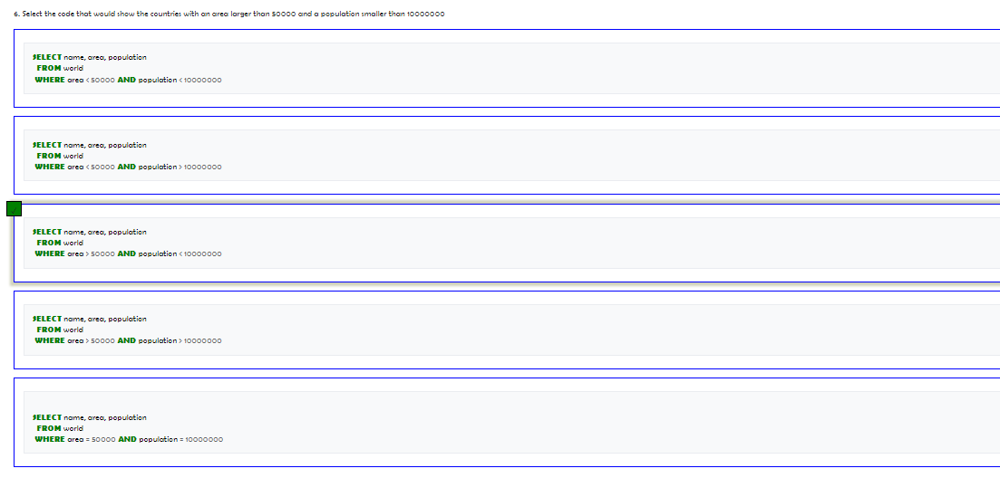 6. Select the code that would show the countries with an area larger than 50000 and a population smaller than 10000000
SELECT name, area, population
FROM world
WHERE area < 50000 AND population < 10000000
SELECT name, area, population
FROM world
WHERE area < 50000 AND population > 10000000
SELECT name, area, population
FROM world
WHERE area > 50000 AND population < 10000000
SELECT name, area, population
FROM world
WHERE area > 50000 AND population > 10000000
SELECT name, area, population
FROM world
WHERE area = 50000 AND population = 10000000